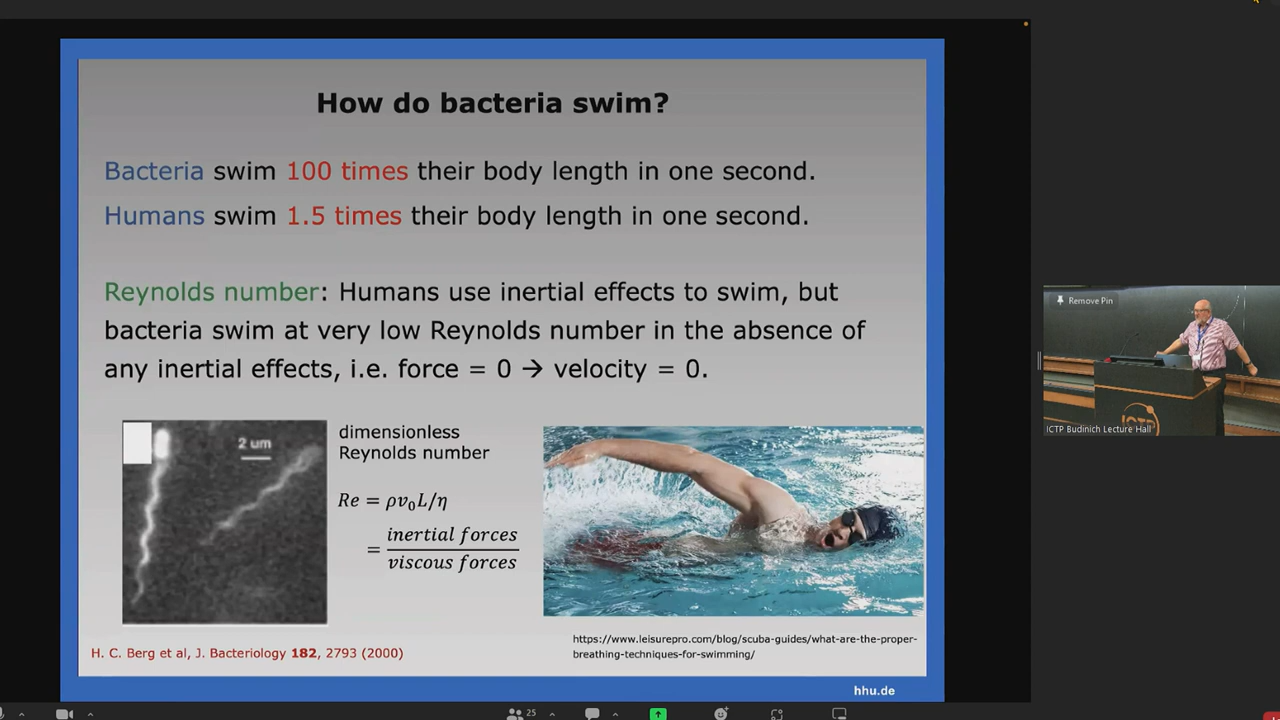 How do bacteria swim?
Bacteria swim 100 times their body length in one second.
Humans swim 1.5 times their body length in one second.
Reynolds number: Humans use inertial effects to swim, but
bacteria swim at very low Reynolds number in the absence of
any inertial effects, i.e. force = 0 → velocity = 0.
2 um
dimensionless
Reynolds number
Re = ρv₀L/η
= inertial forces
viscous forces
H. C. Berg et al, J. Bacteriology 182, 2793 (2000)
https://www.leisurepro.com/blog/scuba-guides/what-are-the-proper-
breathing-techniques-for-swimming/
hhu.de
Remove Pin
ICTP
ICTP Budinich Lecture Hall
25